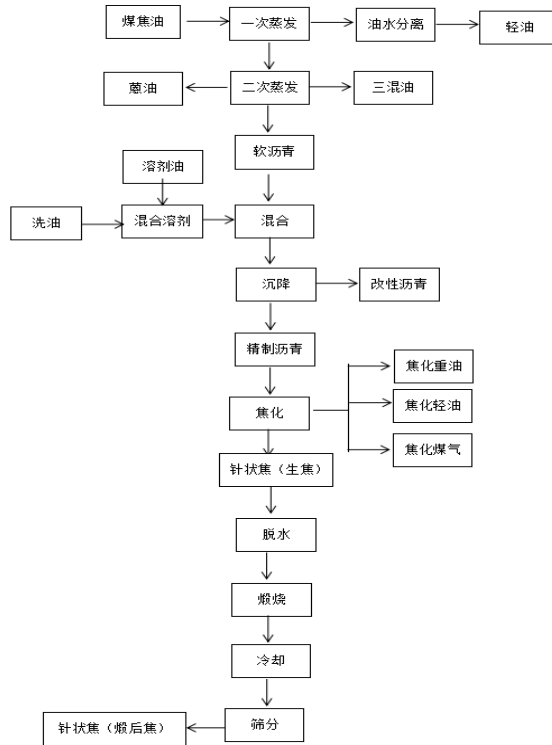 煤焦油
一次蒸发
油水分离
轻油
蒽油
二次蒸发
三混油
软沥青
溶剂油
洗油
混合溶剂
混合
沉降
改性沥青
精制沥青
焦化重油
焦化
焦化轻油
焦化煤气
针状焦（生焦）
脱水
煅烧
冷却
针状焦（煅后焦）
筛分